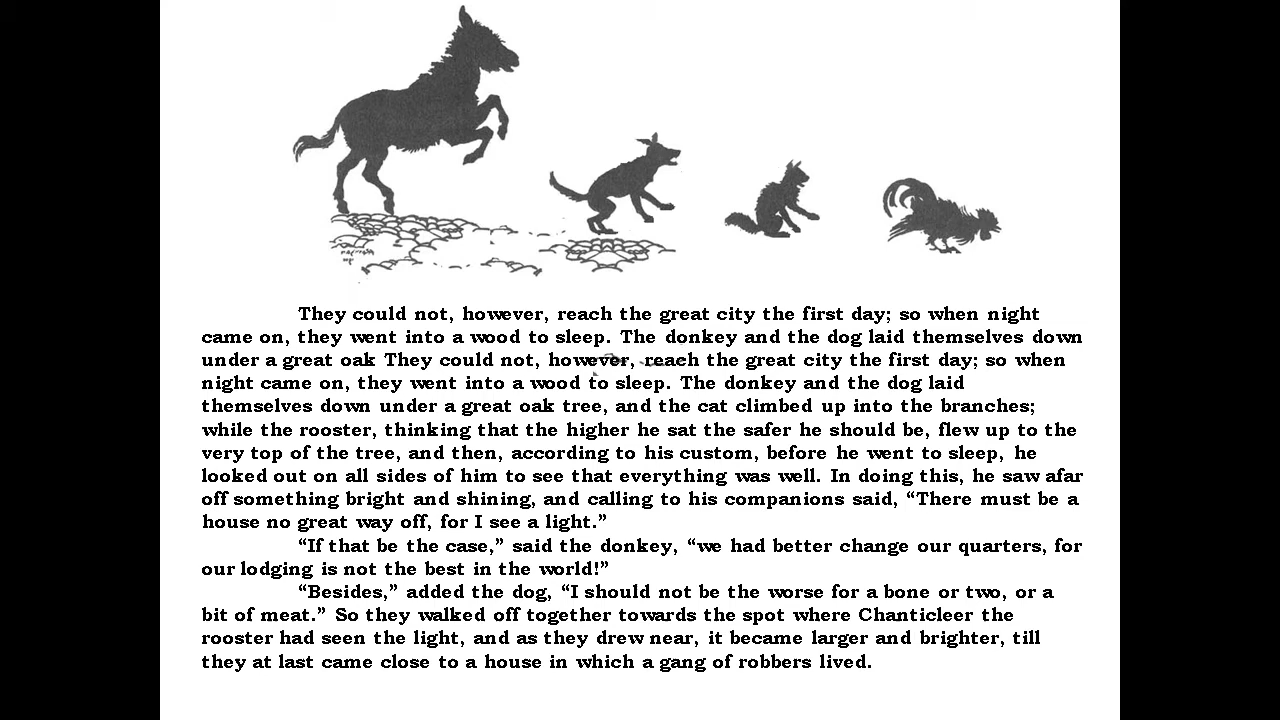 They could not, however, reach the great city the first day; so when night
came on, they went into a wood to sleep. The donkey and the dog laid themselves down
under a great oak They could not, however, reach the great city the first day; so when
night came on, they went into a wood to sleep. The donkey and the dog laid
themselves down under a great oak tree, and the cat climbed up into the branches;
while the rooster, thinking that the higher he sat the safer he should be, flew up to the
very top of the tree, and then, according to his custom, before he went to sleep, he
looked out on all sides of him to see that everything was well. In doing this, he saw afar
off something bright and shining, and calling to his companions said, “There must be a
house no great way off, for I see a light.”
“If that be the case,” said the donkey, “we had better change our quarters, for
our lodging is not the best in the world!”
“Besides,” added the dog, “I should not be the worse for a bone or two, or a
bit of meat.” So they walked off together towards the spot where Chanticleer the
rooster had seen the light, and as they drew near, it became larger and brighter, till
they at last came close to a house in which a gang of robbers lived.